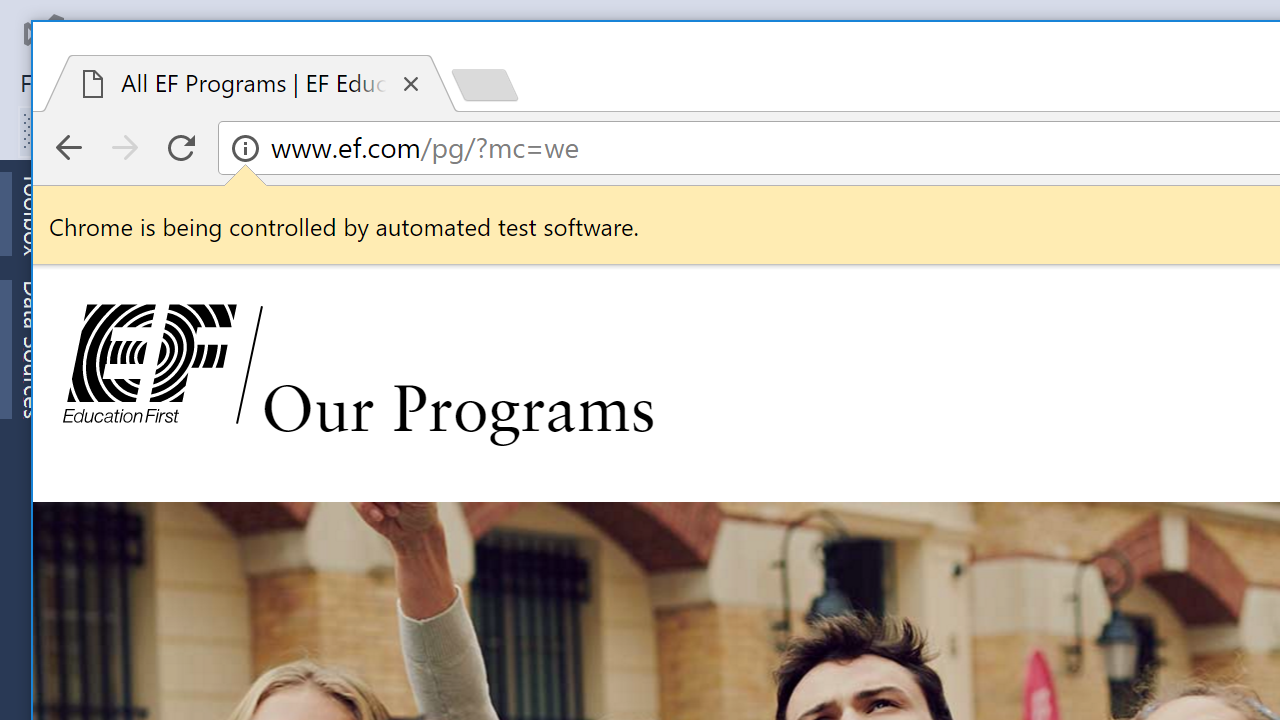 F
All EF Programs | EF Educ
www.ef.com/pg/?mc=we
Toolbox
Chrome is being controlled by automated test software.
Data Sources
EF
Our Programs
Education First